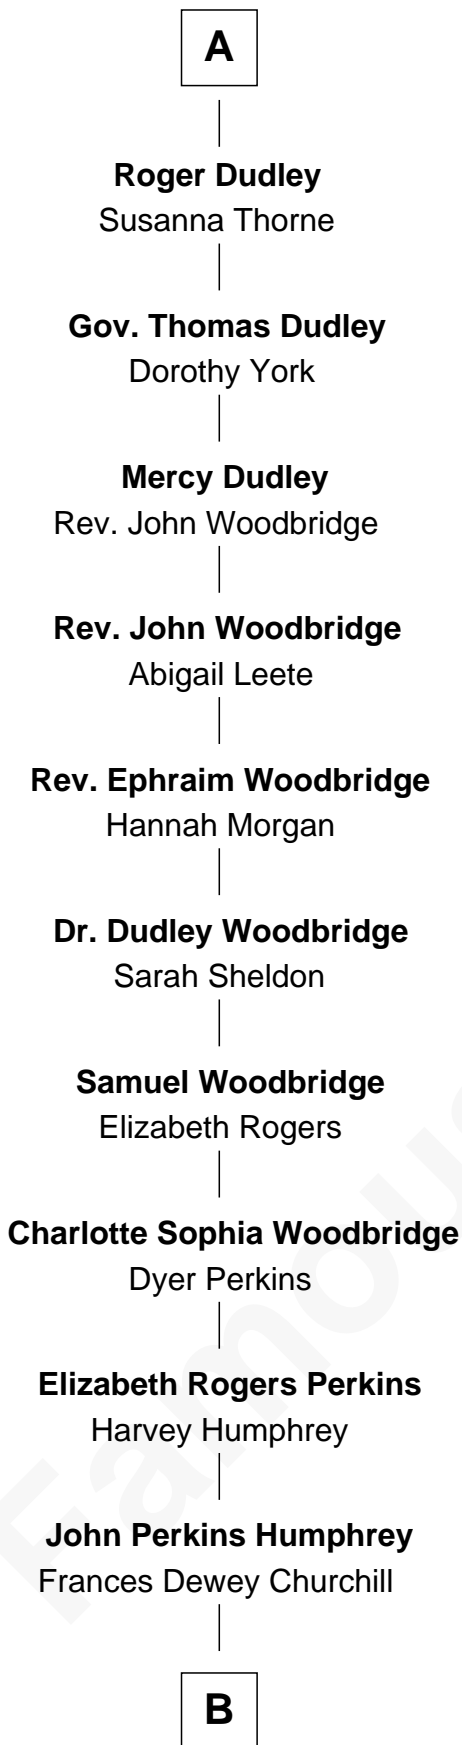 A
Roger Dudley
Susanna Thorne
Gov. Thomas Dudley
Dorothy York
Mercy Dudley
Rev. John Woodbridge
Rev. John Woodbridge
Abigail Leete
Rev. Ephraim Woodbridge
Hannah Morgan
Dr. Dudley Woodbridge
Sarah Sheldon
Samuel Woodbridge
Elizabeth Rogers
Charlotte Sophia Woodbridge
Dyer Perkins
Elizabeth Rogers Perkins
Harvey Humphrey
John Perkins Humphrey
Frances Dewey Churchill
B
Famous